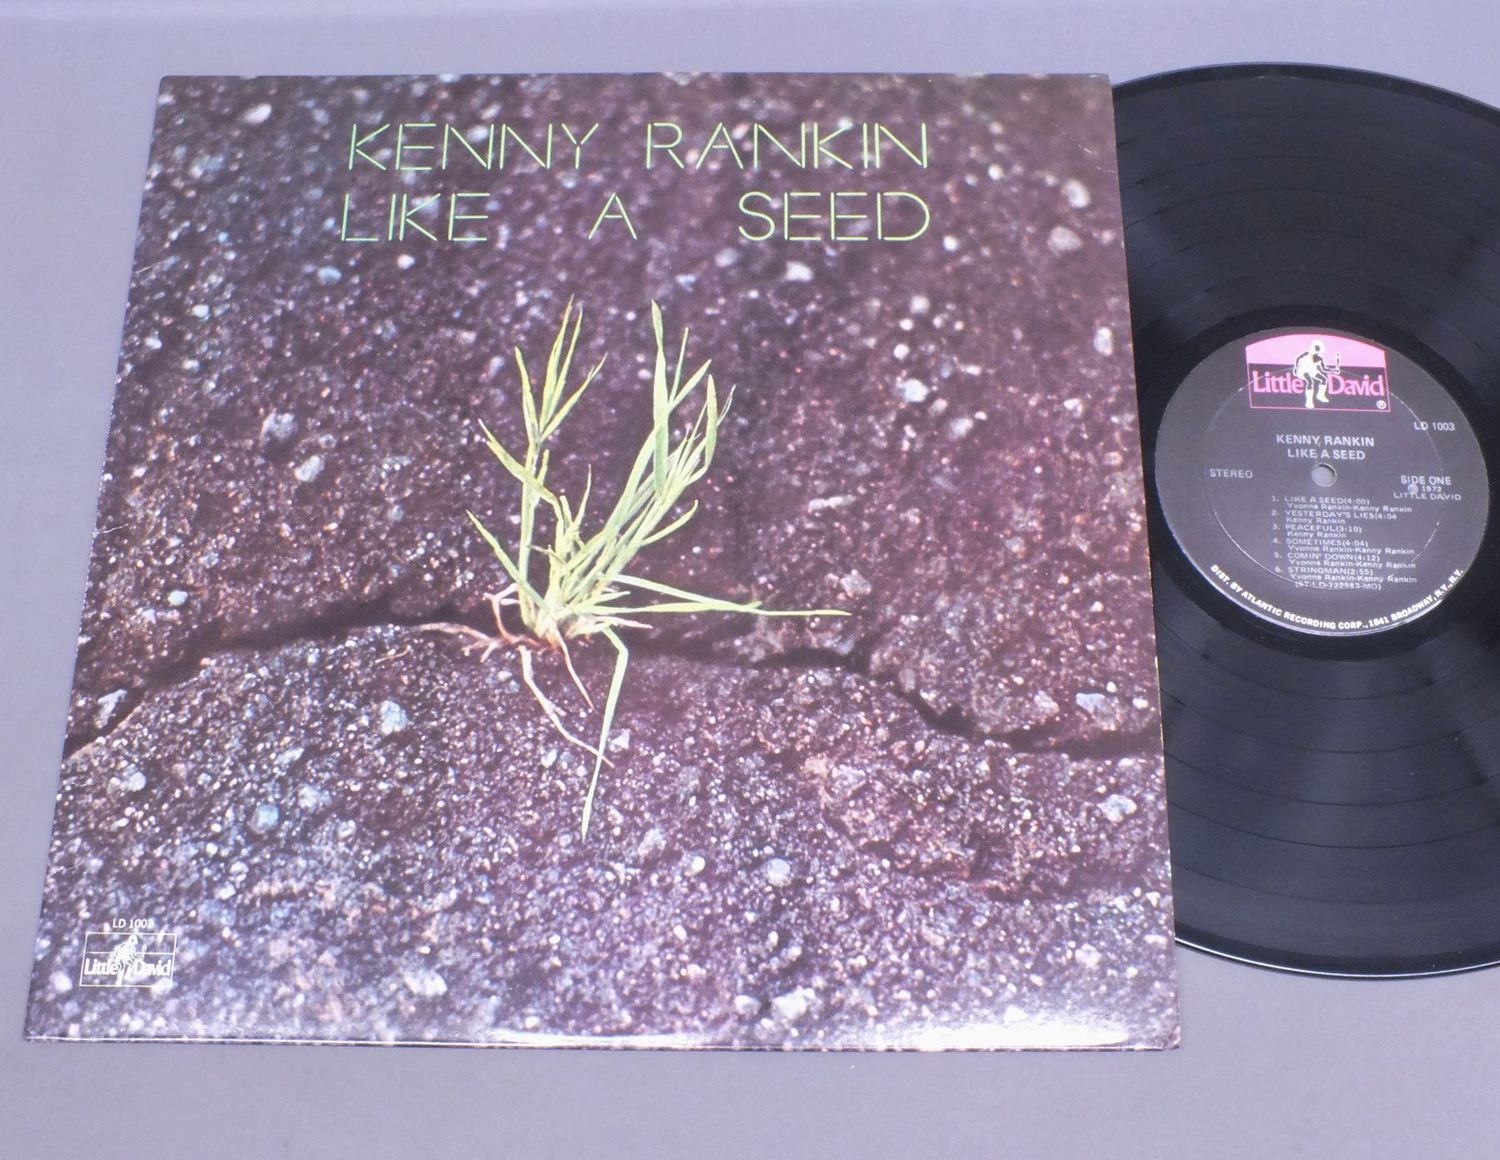 KENNY RANKIN
LIKE A SEED
LD 1003
Little David
Little David ®
LD 1003
KENNY RANKIN
LIKE A SEED
STEREO
SIDE ONE
Ⓟ 1972
LITTLE DAVID
1. LIKE A SEED(4:00)
Yvonne Rankin-Kenny Rankin
2. YESTERDAY'S LIES(4:04
Kenny Rankin
3. PEACEFUL(3:10)
Kenny Rankin
4. SOMETIMES(4:04)
Yvonne Rankin-Kenny Rankin
5. COMIN' DOWN(4:12)
Yvonne Rankin-Kenny Rankin
6. STRINGMAN(2:55)
Yvonne Rankin-Kenny Rankin
(ST-LD-722583-MO)
DIST. BY ATLANTIC RECORDING CORP., 1841 BROADWAY, N.Y., N.Y.